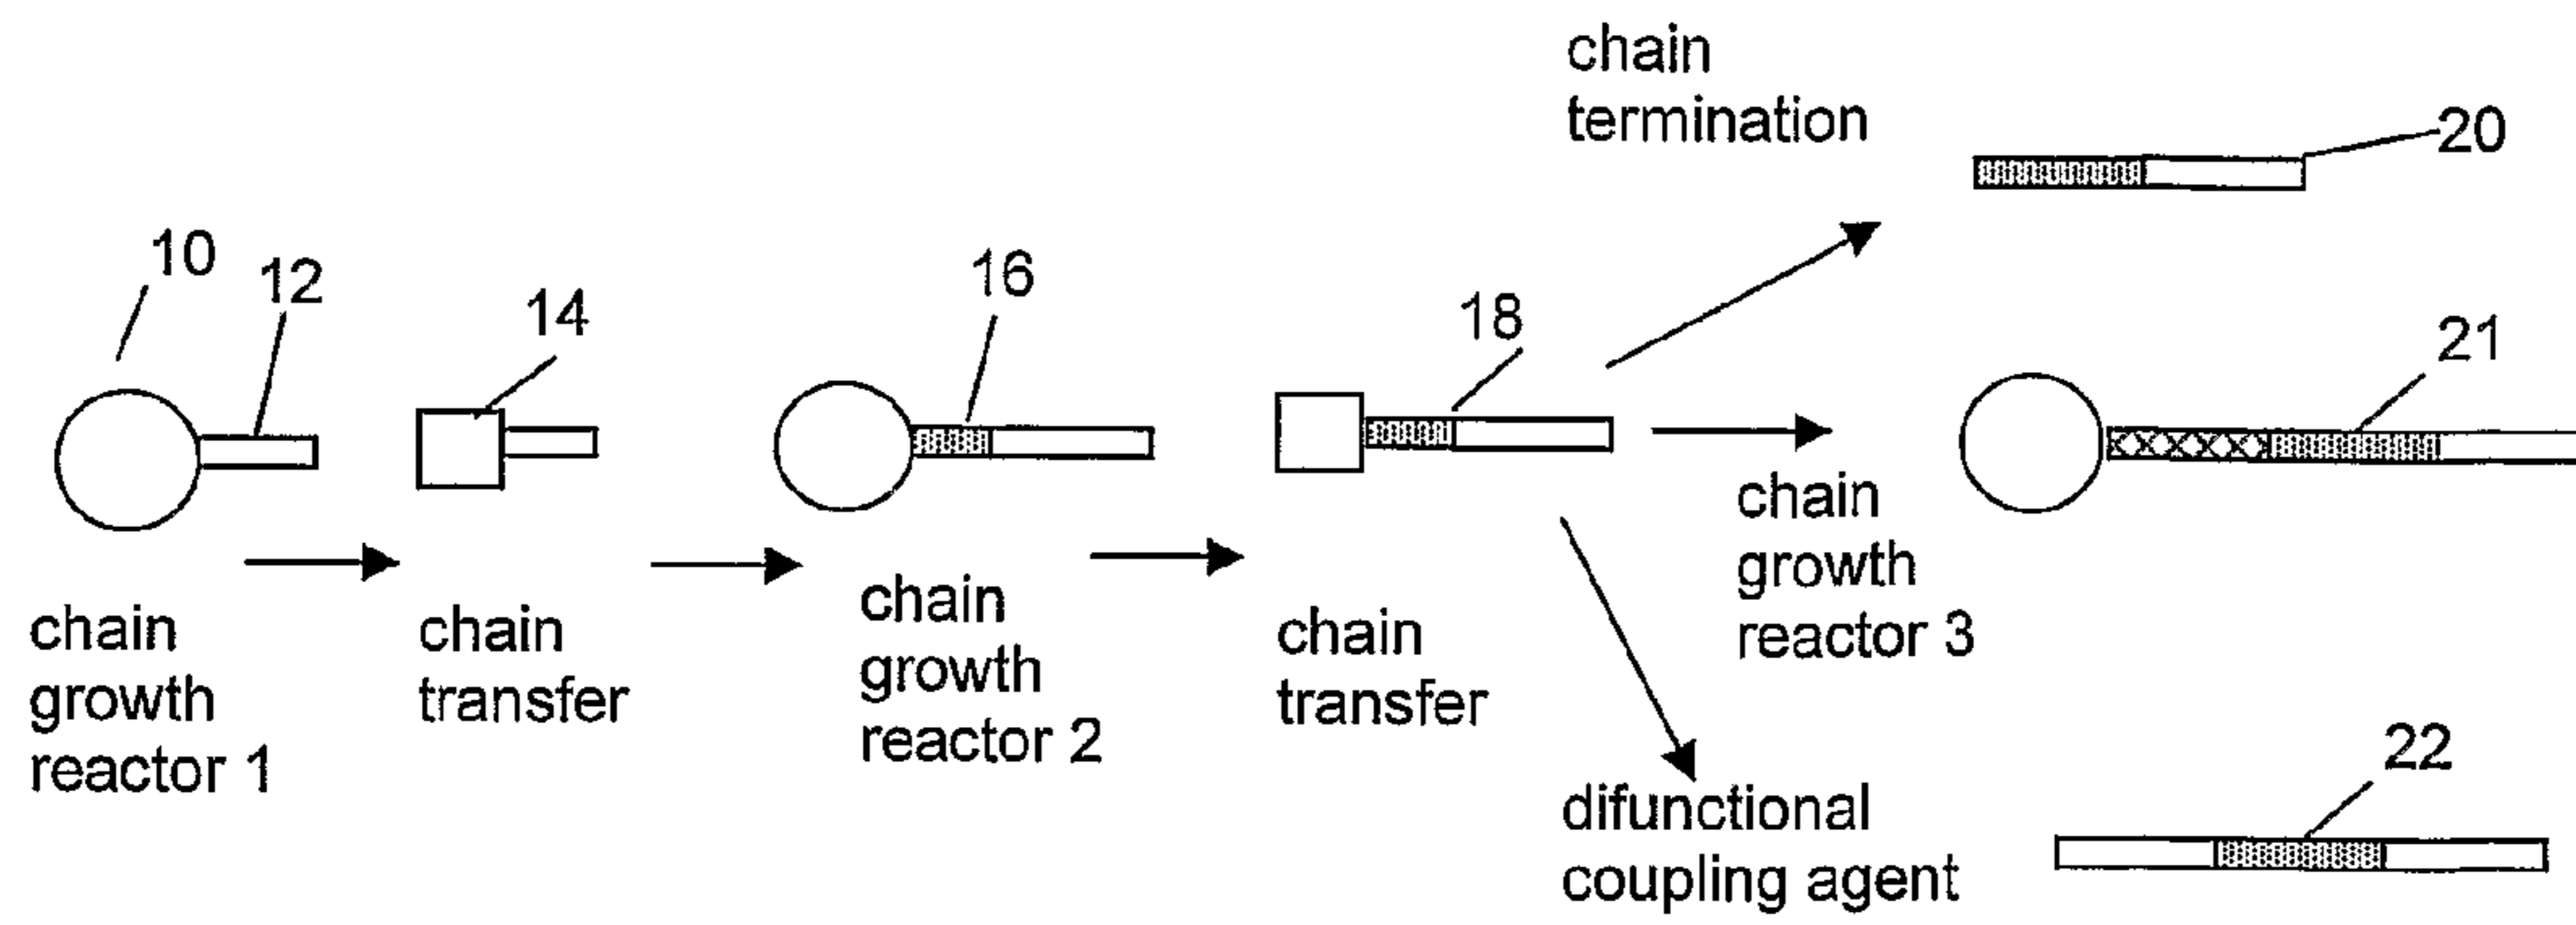 chain
termination
20
10
12
14
16
18
21
chain
growth
reactor 1
chain
transfer
chain
growth
reactor 2
chain
transfer
chain
growth
reactor 3
22
difunctional
coupling agent